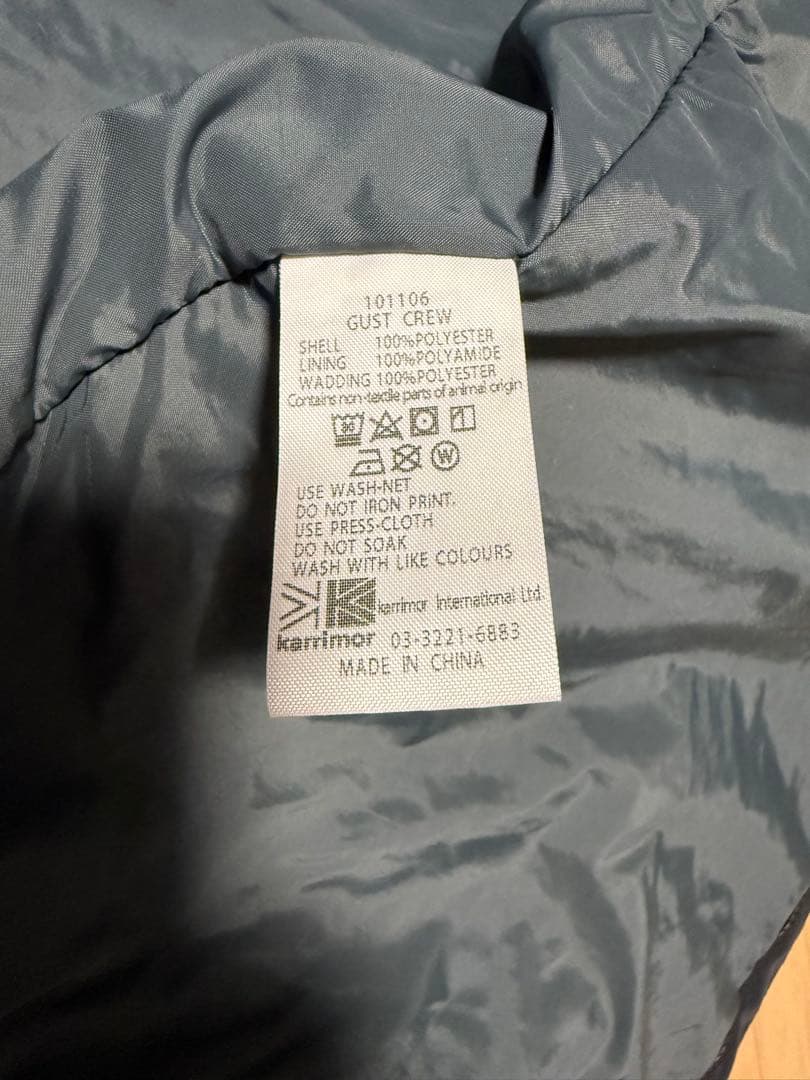 101106
GUST CREW
SHELL 100%POLYESTER
LINING 100%POLYAMIDE
WADDING 100%POLYESTER
Contains non-textile parts of animal origin
30
W
USE WASH-NET
DO NOT IRON PRINT.
USE PRESS-CLOTH
DO NOT SOAK
WASH WITH LIKE COLOURS
karrimor International Ltd.
karrimor 03-3221-6883
MADE IN CHINA